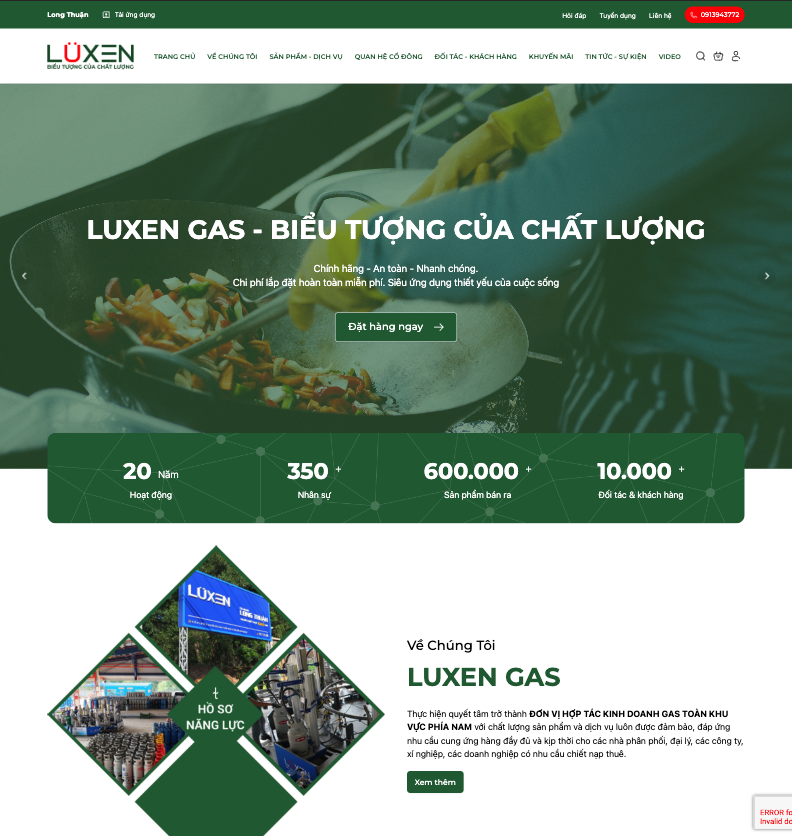 Long Thuận
Tải ứng dụng
Hỏi đáp
Tuyển dụng
Liên hệ
0913943772
LÜXEN
BIỂU TƯỢNG CỦA CHẤT LƯỢNG
TRANG CHỦ
VỀ CHÚNG TÔI
SẢN PHẨM - DỊCH VỤ
QUAN HỆ CỔ ĐÔNG
ĐỐI TÁC - KHÁCH HÀNG
KHUYẾN MÃI
TIN TỨC - SỰ KIỆN
VIDEO
LUXEN GAS - BIỂU TƯỢNG CỦA CHẤT LƯỢNG
Chính hãng - An toàn - Nhanh chóng.
Chi phí lắp đặt hoàn toàn miễn phí. Siêu ứng dụng thiết yếu của cuộc sống
Đặt hàng ngay
20 Năm
Hoạt động
350 +
Nhân sự
600.000 +
Sản phẩm bán ra
10.000 +
Đối tác & khách hàng
LÜXEN
LONG THUẬN
HỒ SƠ
NĂNG LỰC
Về Chúng Tôi
LUXEN GAS
Thực hiện quyết tâm trở thành ĐƠN VỊ HỢP TÁC KINH DOANH GAS TOÀN KHU
VỰC PHÍA NAM với chất lượng sản phẩm và dịch vụ luôn được đảm bảo, đáp ứng
nhu cầu cung ứng hàng đầy đủ và kịp thời cho các nhà phân phối, đại lý, các công ty,
xí nghiệp, các doanh nghiệp có nhu cầu chiết nạp thuê.
Xem thêm
ERROR fo
Invalid do